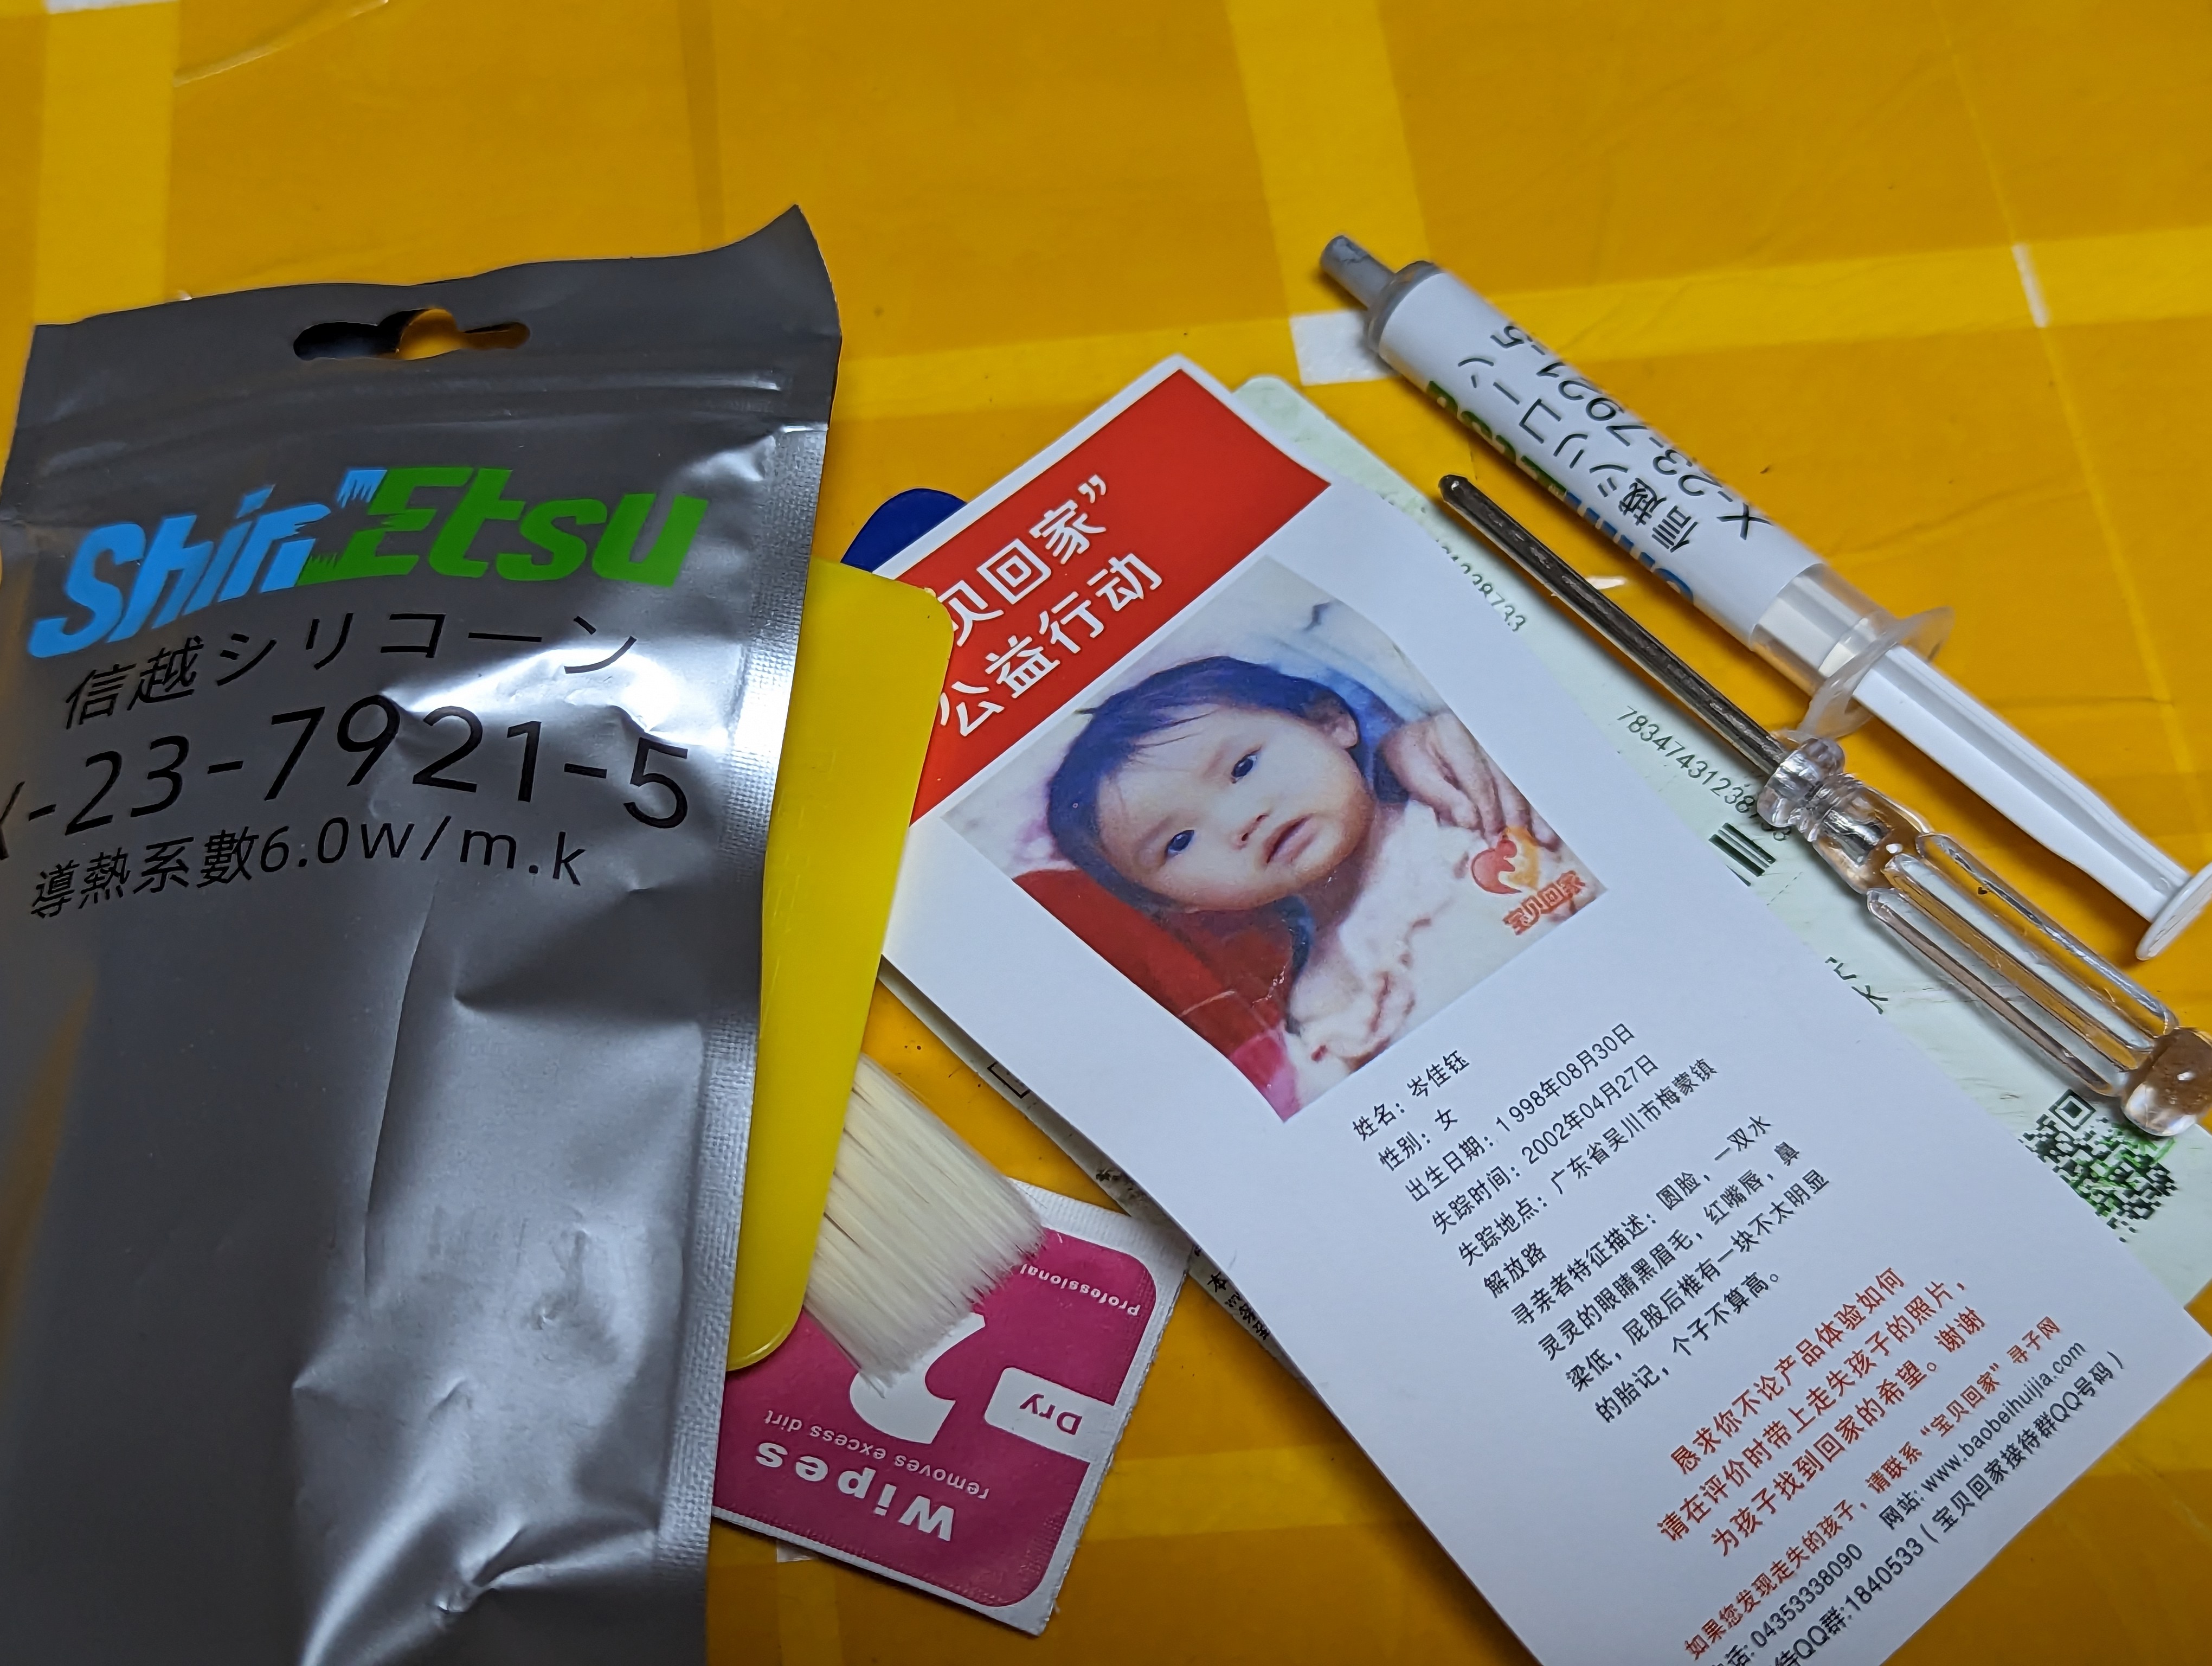 Shin Etsu
信越シリコーン
-23-7921-5
導熱系數6.0w/m.k
贝回家”
公益行动
宝贝回家
姓名：岑佳钰
性别：女
出生日期：1998年08月30日
失踪时间：2002年04月27日
失踪地点：广东省吴川市梅蒙镇
解放路
寻亲者特征描述：圆脸，一双水
灵灵的眼睛黑眉毛，红嘴唇，鼻
梁低，屁股后椎有一块不太明显
的胎记，个子不算高。
恳求你不论产品体验如何
请在评价时带上走失孩子的照片，
为孩子找到回家的希望。谢谢
如果您发现走失的孩子，请联系“宝贝回家”寻子网
话：04353338090 网站：www.baobeihuijia.com
待QQ群：1840533（宝贝回家接待群QQ号码）
信越シリコーン
X-23-7921-5
Wipes
removes excess dirt
Dry
2
Professional